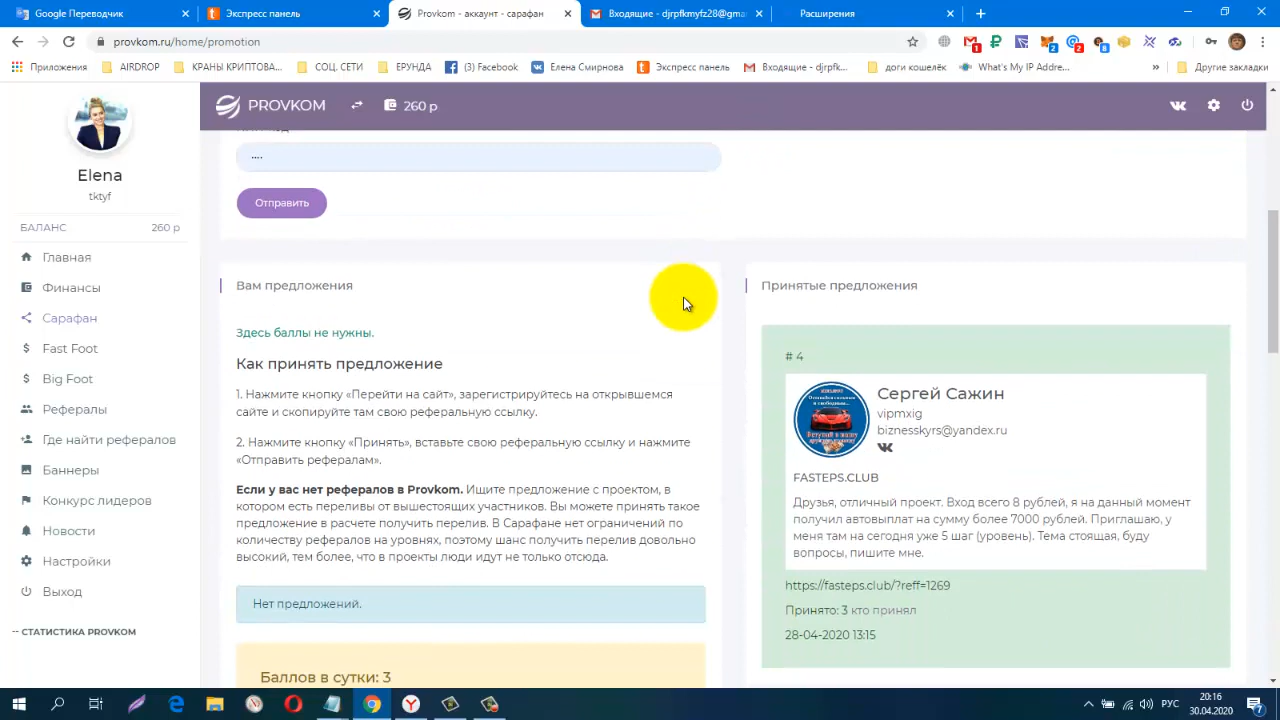 Google Переводчик
Экспресс панель
Provkom - аккаунт - сарафан
Входящие - djrpfkmyfz28@gma
Расширения
provkom.ru/home/promotion
Приложения
AIRDROP
КРАНЫ КРИПТОВА...
СОЦ. СЕТИ
ЕРУНДА
(3) Facebook
Елена Смирнова
Экспресс панель
Входящие - djrpfk...
доги кошелёк
What's My IP Addre...
Другие закладки
PROVKOM
260 р
Elena
tktyf
БАЛАНС 260 р
Главная
Финансы
Сарафан
Fast Foot
Big Foot
Рефералы
Где найти рефералов
Баннеры
Конкурс лидеров
Новости
Настройки
Выход
-- СТАТИСТИКА PROVKOM
Отправить
Вам предложения
Здесь баллы не нужны.
Как принять предложение
1. Нажмите кнопку «Перейти на сайт», зарегистрируйтесь на открывшемся
сайте и скопируйте там свою реферальную ссылку.
2. Нажмите кнопку «Принять», вставьте свою реферальную ссылку и нажмите
«Отправить рефералам».
Если у вас нет рефералов в Provkom. Ищите предложение с проектом, в
котором есть переливы от вышестоящих участников. Вы можете принять такое
предложение в расчете получить перелив. В Сарафане нет ограничений по
количеству рефералов на уровнях, поэтому шанс получить перелив довольно
высокий, тем более, что в проекты люди идут не только отсюда.
Нет предложений.
Баллов в сутки: 3
Принятые предложения
# 4
Сергей Сажин
vipmxig
biznesskyrs@yandex.ru
FASTEPS.CLUB
Друзья, отличный проект. Вход всего 8 рублей, я на данный момент
получил автовыплат на сумму более 7000 рублей. Приглашаю, у
меня там на сегодня уже 5 шаг (уровень). Тема стоящая, буду
вопросы, пишите мне.
https://fasteps.club/?reff=1269
Принято: 3 кто принял
28-04-2020 13:15
РУС
20:16
30.04.2020